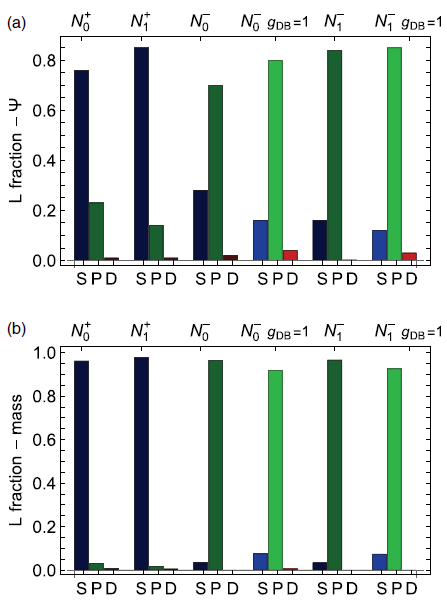 (a)
N₀⁺ N₁⁺ N₀⁻ N₀⁻ gDB=1 N₁⁻ N₁⁻ gDB=1
L fraction – Ψ
0.8
0.6
0.4
0.2
0.0
S P D S P D S P D S P D S P D S P D
(b)
N₀⁺ N₁⁺ N₀⁻ N₀⁻ gDB=1 N₁⁻ N₁⁻ gDB=1
L fraction – mass
1.0
0.8
0.6
0.4
0.2
0.0
S P D S P D S P D S P D S P D S P D